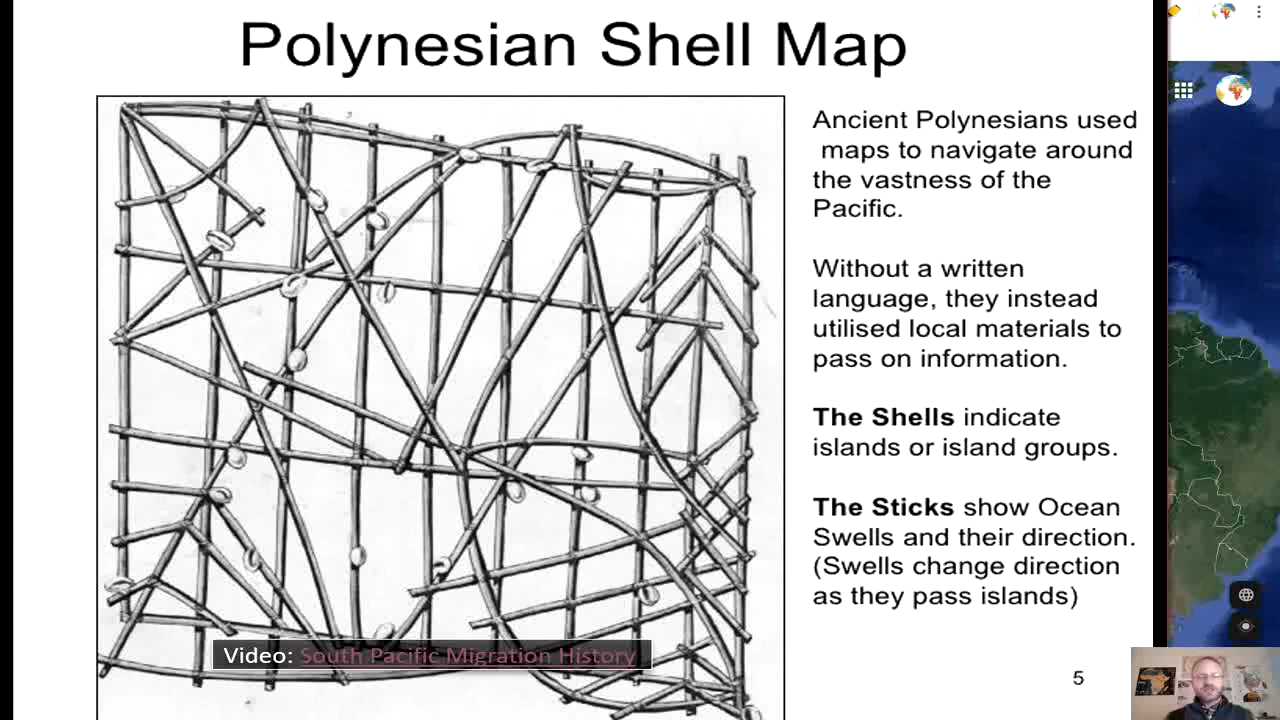 Polynesian Shell Map
Ancient Polynesians used
maps to navigate around
the vastness of the
Pacific.
Without a written
language, they instead
utilised local materials to
pass on information.
The Shells indicate
islands or island groups.
The Sticks show Ocean
Swells and their direction.
(Swells change direction
as they pass islands)
Video: South Pacific Migration History
5